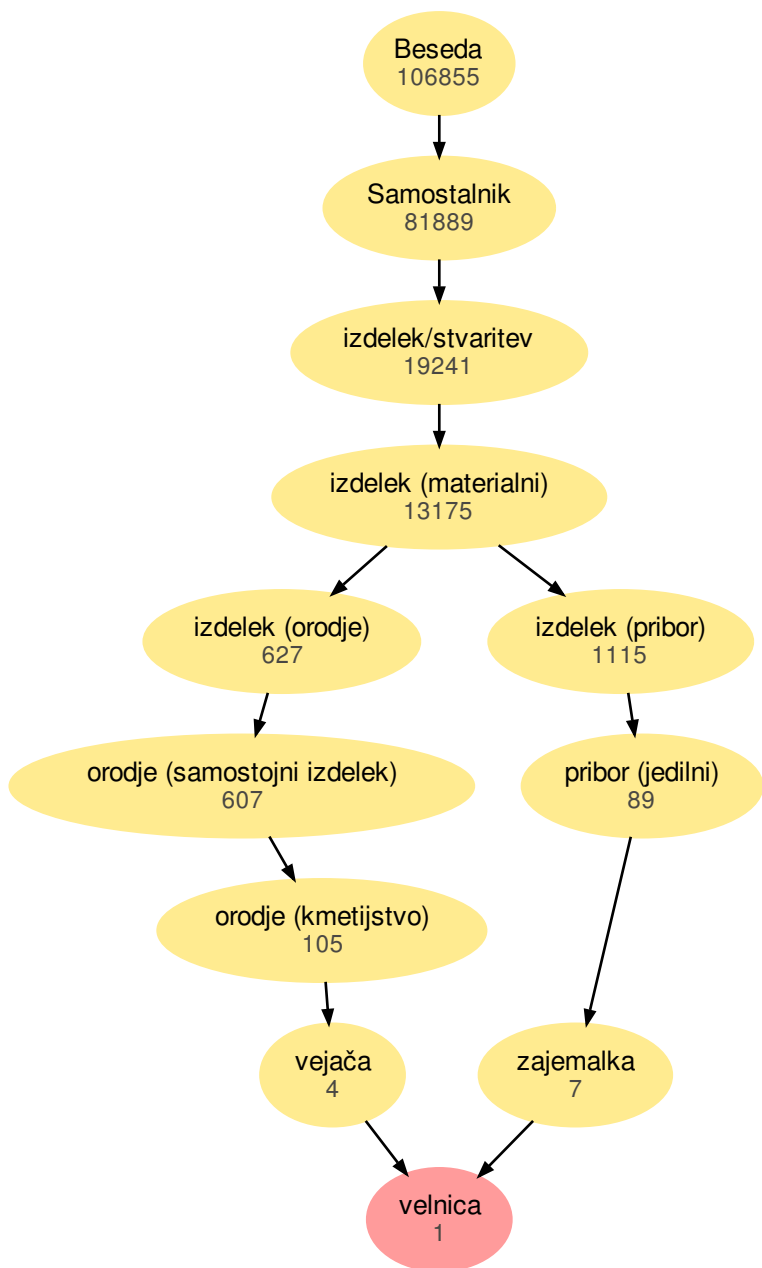 Beseda
106855
Samostalnik
81889
izdelek/stvaritev
19241
izdelek (materialni)
13175
izdelek (orodje)
627
izdelek (pribor)
1115
orodje (samostojni izdelek)
607
pribor (jedilni)
89
orodje (kmetijstvo)
105
vejača
4
zajemalka
7
velnica
1